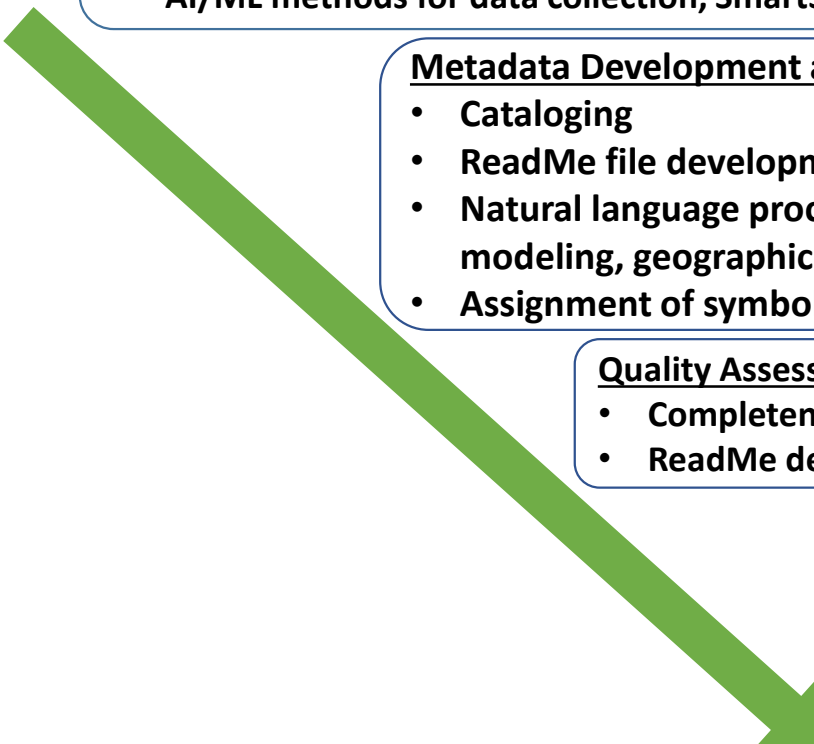 AI/ML methods for data collection, Smarts
Metadata Development a
• Cataloging
• ReadMe file developm
• Natural language proc
modeling, geographic
• Assignment of symbo
Quality Assess
• Completen
• ReadMe de